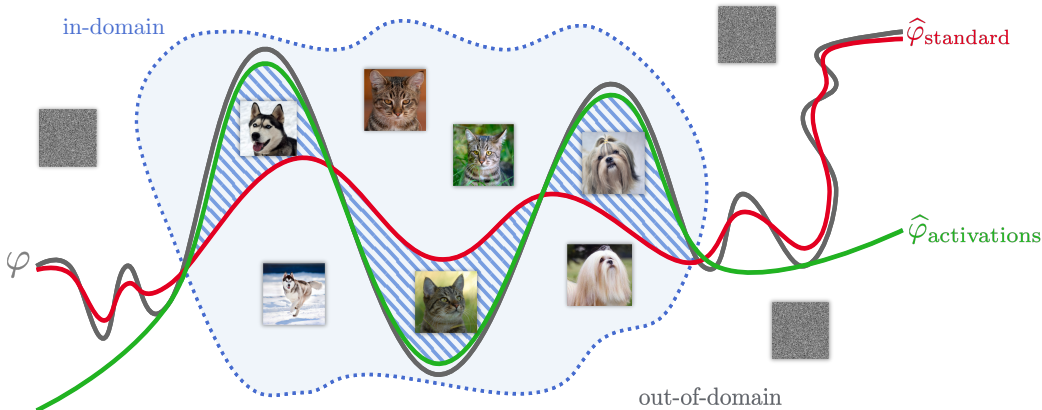 in-domain
φ̂standard
φ̂activations
φ
out-of-domain